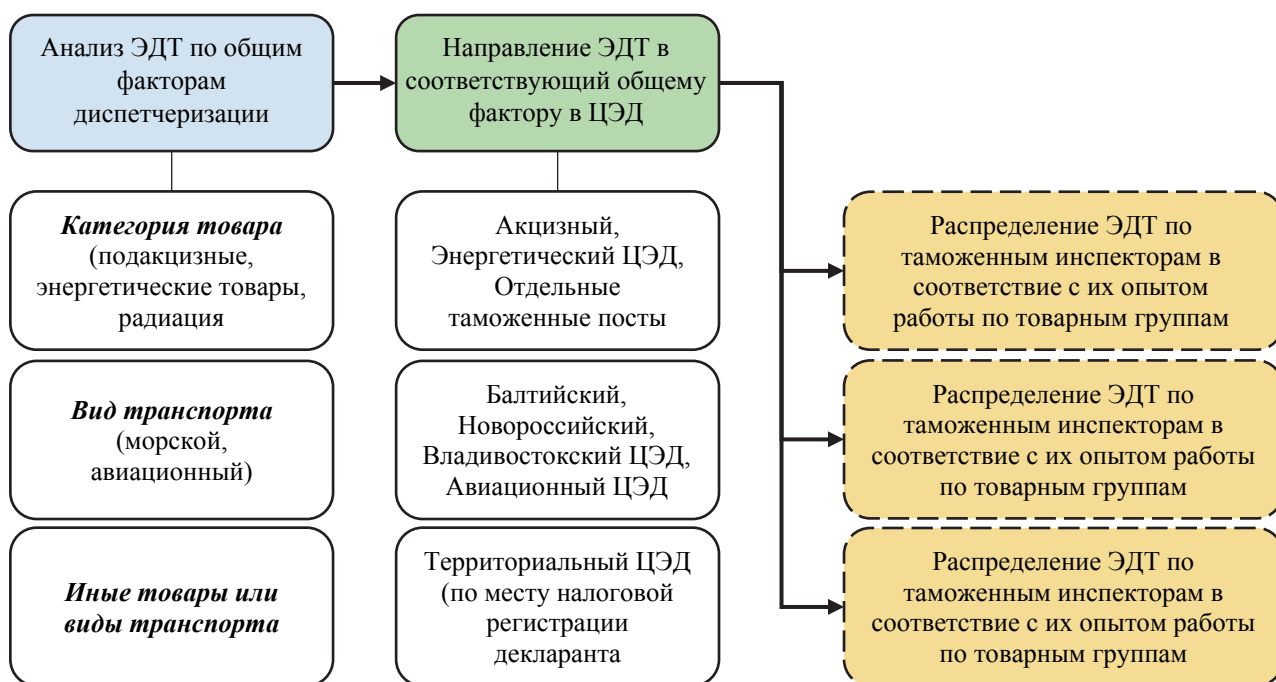 Анализ ЭДТ по общим
факторам
диспетчеризации
Направление ЭДТ в
соответствующий общему
фактору в ЦЭД
Категория товара
(подакцизные,
энергетические товары,
радиация
Акцизный,
Энергетический ЦЭД,
Отдельные
таможенные посты
Распределение ЭДТ по
таможенным инспекторам в
соответствие с их опытом
работы по товарным группам
Вид транспорта
(морской,
авиационный)
Балтийский,
Новороссийский,
Владивостокский ЦЭД,
Авиационный ЦЭД
Распределение ЭДТ по
таможенным инспекторам в
соответствие с их опытом работы
по товарным группам
Иные товары или
виды транспорта
Территориальный ЦЭД
(по месту налоговой
регистрации
декларанта
Распределение ЭДТ по
таможенным инспекторам в
соответствие с их опытом работы
по товарным группам